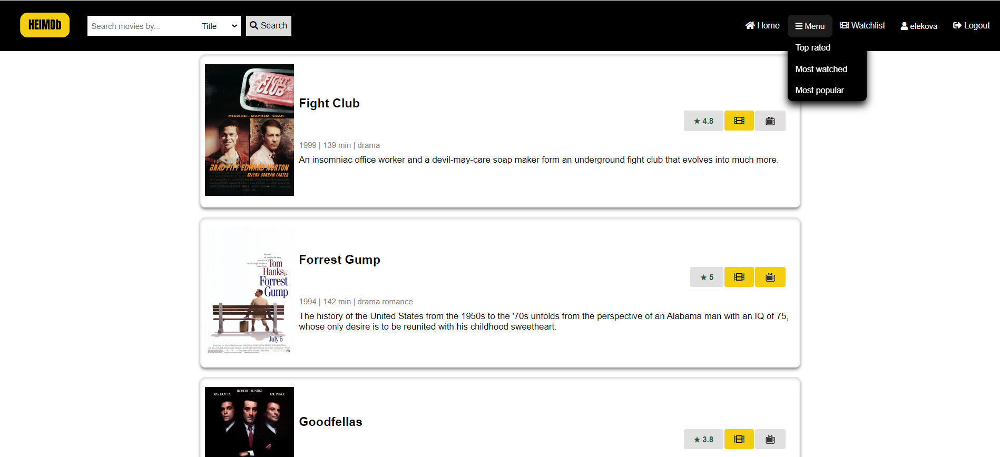 HEIMDb
Search movies by...
Title
Search
Home
Menu
Watchlist
elekova
Logout
Top rated
Most watched
Most popular
FIGHT
CLUB
MISCHIEF. MAYHEM. SOAP.
BRAD PITT EDWARD NORTON
HELENA BONHAM CARTER
Fight Club
★ 4.8
1999 | 139 min | drama
An insomniac office worker and a devil-may-care soap maker form an underground fight club that evolves into much more.
Tom
Hanks is
Forrest
Gump
July 6
Forrest Gump
★ 5
1994 | 142 min | drama romance
The history of the United States from the 1950s to the '70s unfolds from the perspective of an Alabama man with an IQ of 75,
whose only desire is to be reunited with his childhood sweetheart.
RAY LIOTTA ROBERT DE NIRO JOE PESCI
Goodfellas
★ 3.8